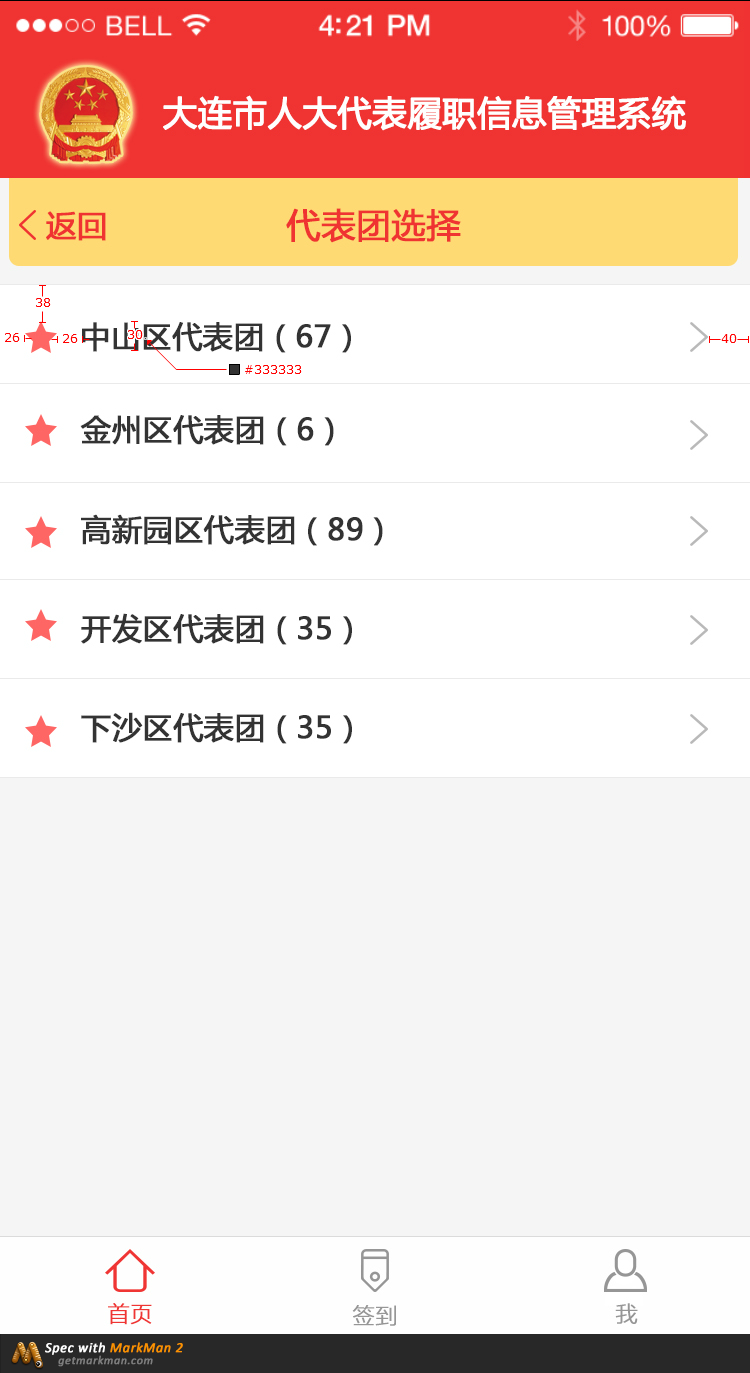 BELL 4:21 PM 100%
大连市人大代表履职信息管理系统
返回 代表团选择
38
26 26 中山区代表团（67） 30 40
#333333
金州区代表团（6）
高新园区代表团（89）
开发区代表团（35）
下沙区代表团（35）
首页 签到 我
Spec with MarkMan 2
getmarkman.com